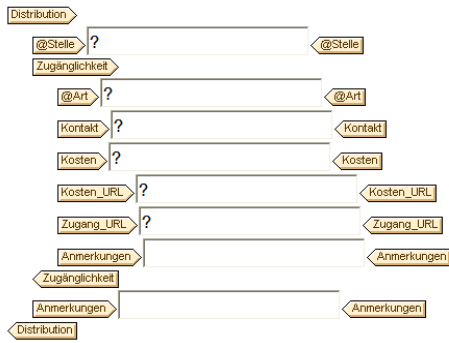 Distribution
@Stelle ? @Stelle
Zugänglichkeit
@Art ? @Art
Kontakt ? Kontakt
Kosten ? Kosten
Kosten_URL ? Kosten_URL
Zugang_URL ? Zugang_URL
Anmerkungen Anmerkungen
Zugänglichkeit
Anmerkungen Anmerkungen
Distribution